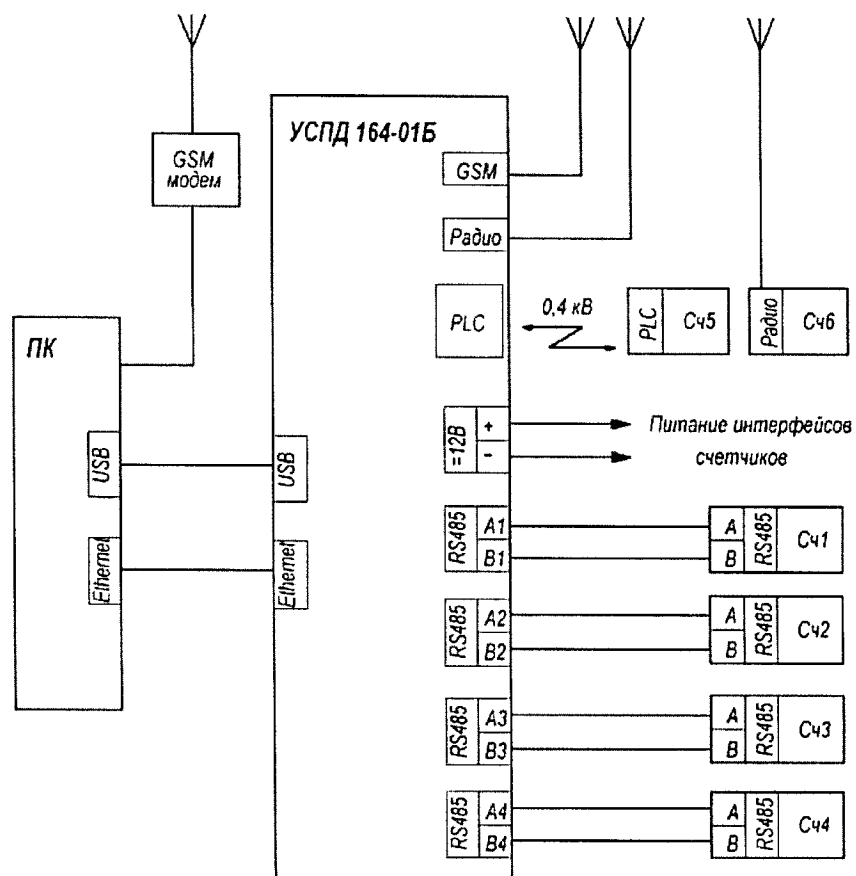 УСПД 164-01Б
GSM
модем
GSM
Радио
PLC
0,4 кВ
PLC
Сч5
Радио
Сч6
ПК
=12В
+
-
Питание интерфейсов
счетчиков
USB
USB
Ethernet
Ethernet
RS485
A1
B1
A
B
RS485
Сч1
RS485
A2
B2
A
B
RS485
Сч2
RS485
A3
B3
A
B
RS485
Сч3
RS485
A4
B4
A
B
RS485
Сч4